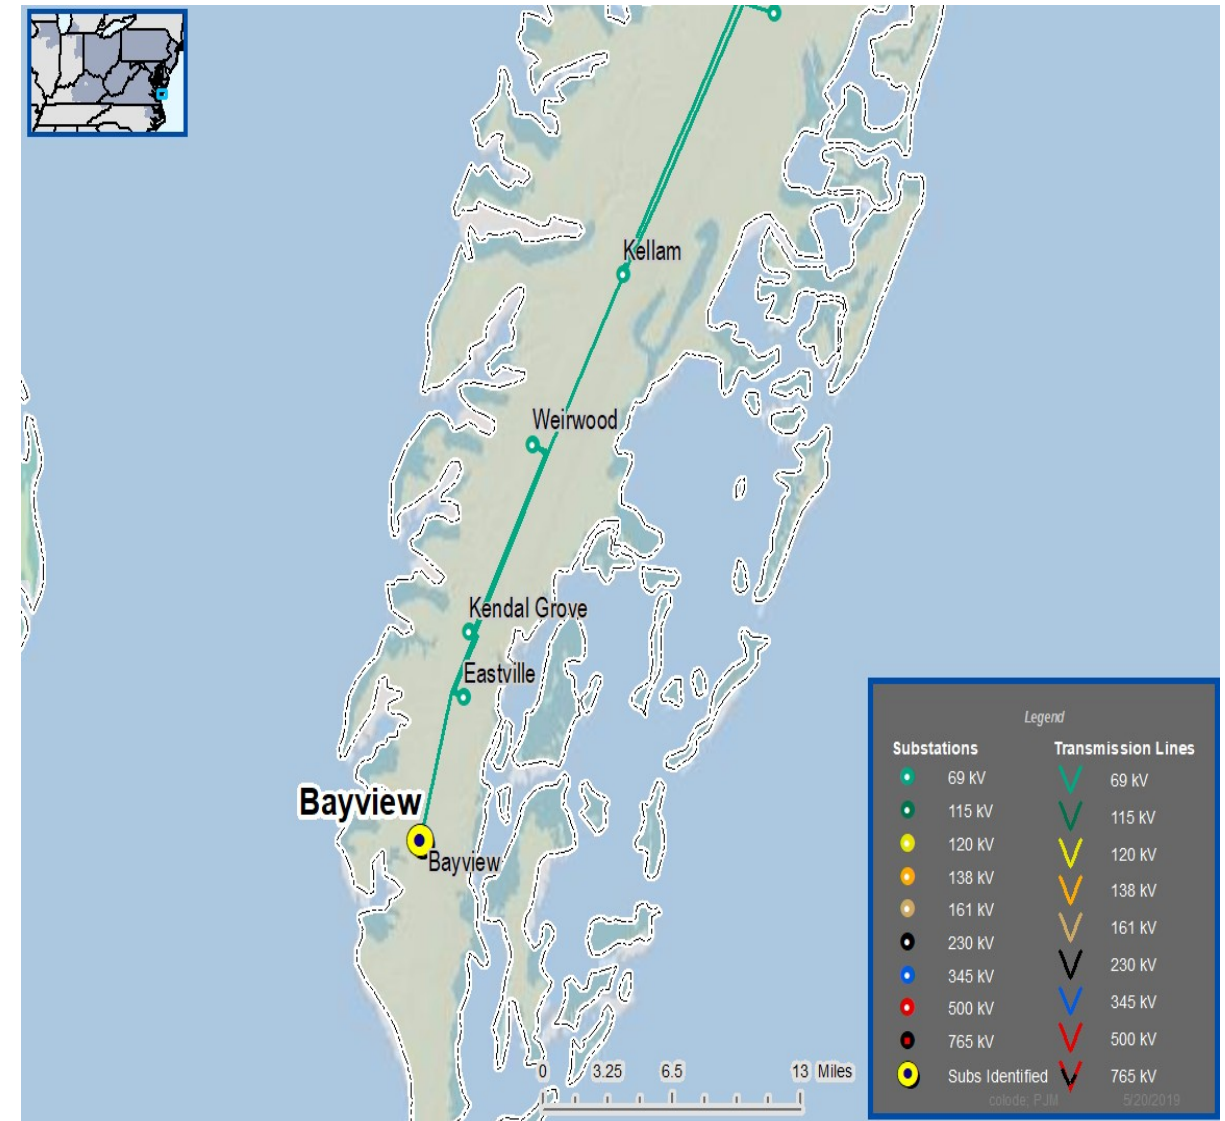 Kellam
Weirwood
Kendal Grove
Eastville
Bayview
Bayview
Legend
Substations Transmission Lines
69 kV 69 kV
115 kV 115 kV
120 kV 120 kV
138 kV 138 kV
161 kV 161 kV
230 kV 230 kV
345 kV 345 kV
500 kV 500 kV
765 kV 765 kV
Subs Identified
colode; PJM 5/20/2019
0 3.25 6.5 13 Miles